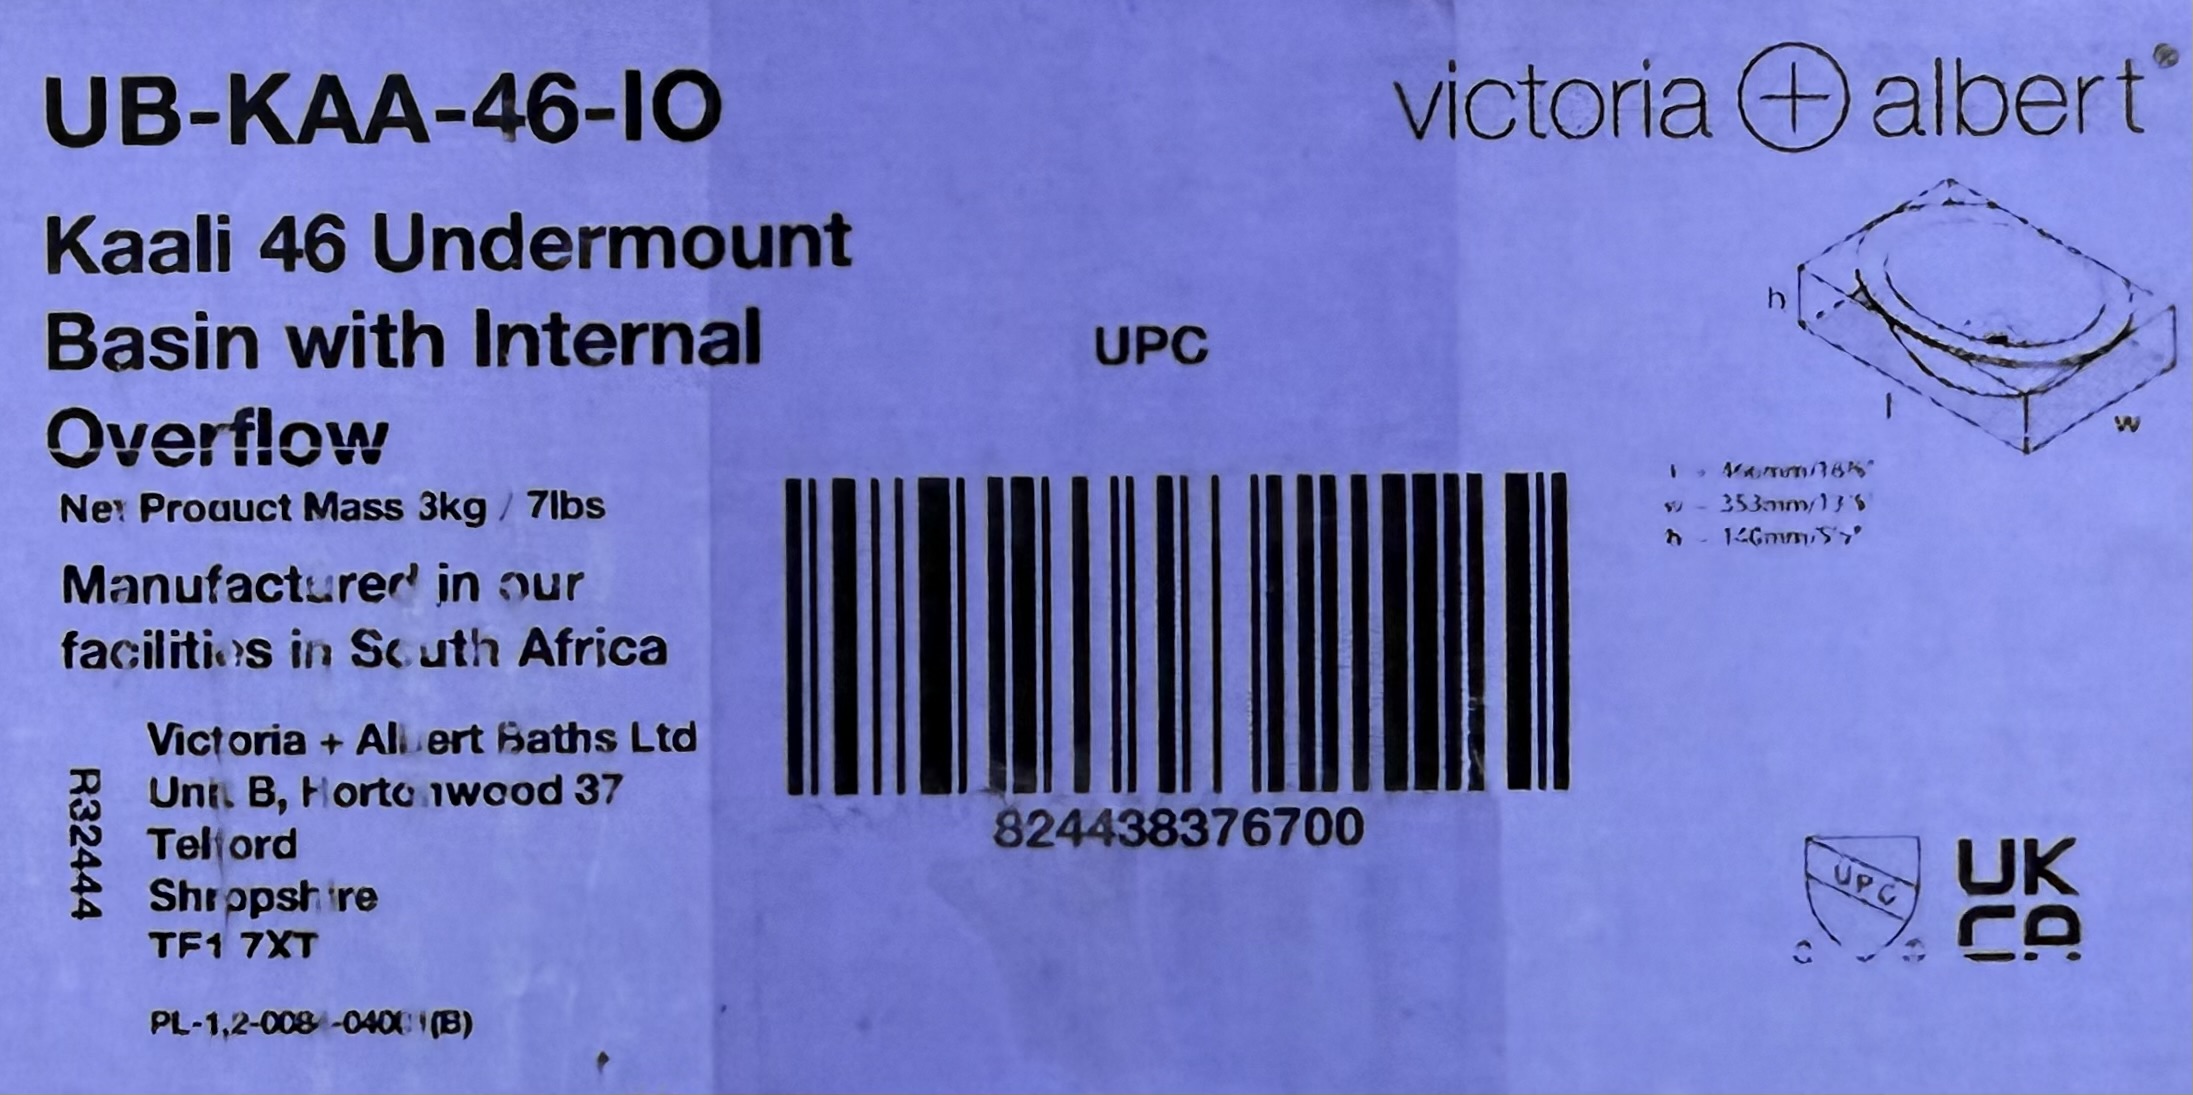 UB-KAA-46-IO
victoria + albert
Kaali 46 Undermount
Basin with Internal
Overflow
Net Product Mass 3kg / 7lbs
Manufactured in our
facilities in South Africa
Victoria + Albert Baths Ltd
Unit B, Hortonwood 37
Telford
Shropshire
TF1 7XT
R32444
UPC
824438376700
h
l
w
l -
w - 353mm/
h -
UPC
UK
CA